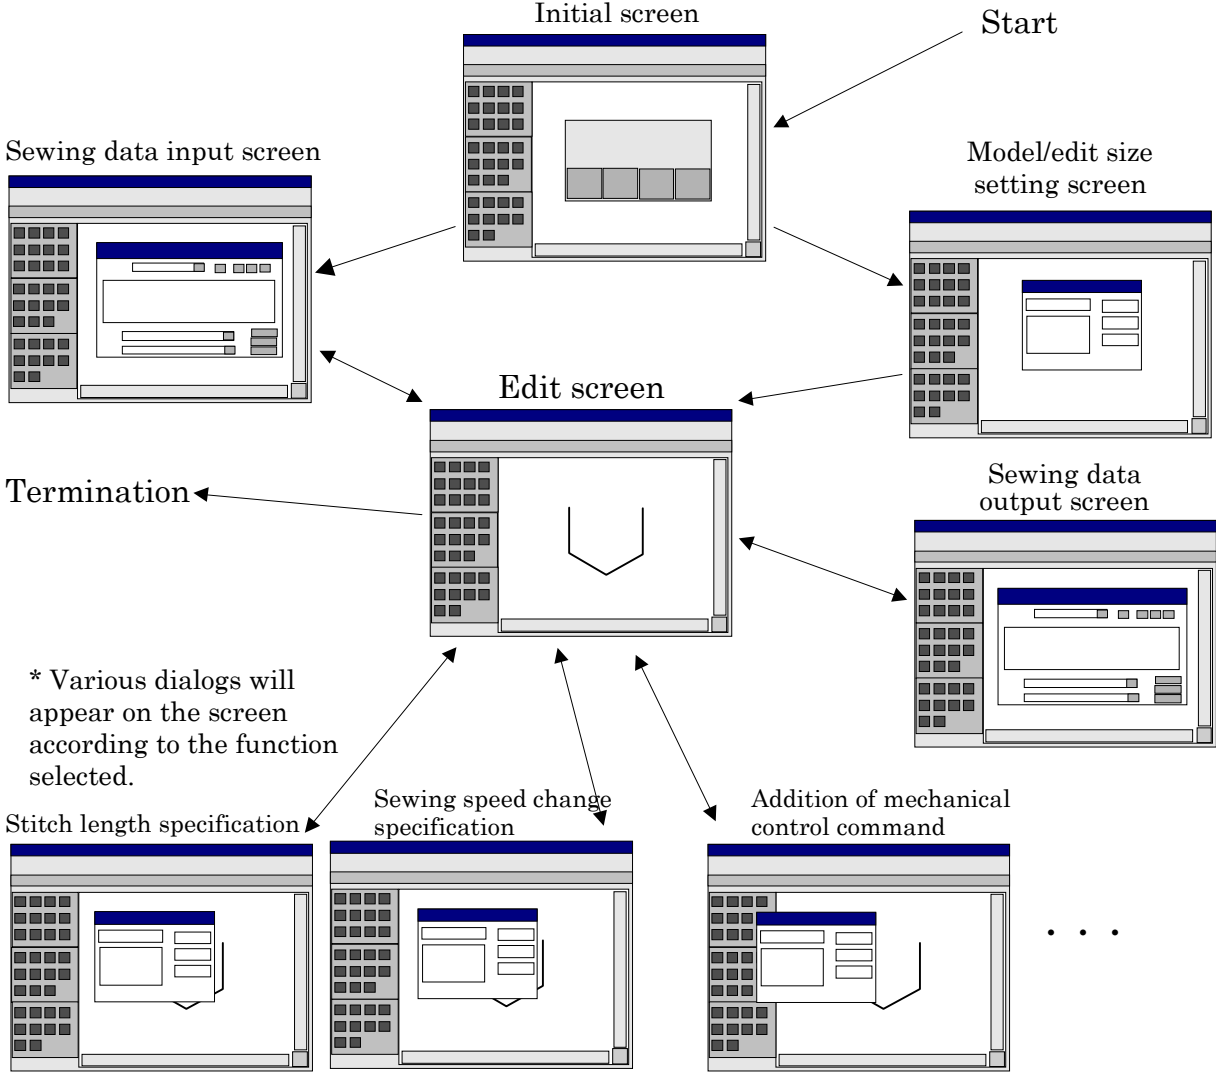 Initial screen
Start
Sewing data input screen
Model/edit size
setting screen
Edit screen
Termination
Sewing data
output screen
* Various dialogs will
appear on the screen
according to the function
selected.
Stitch length specification
Sewing speed change
specification
Addition of mechanical
control command
. . .